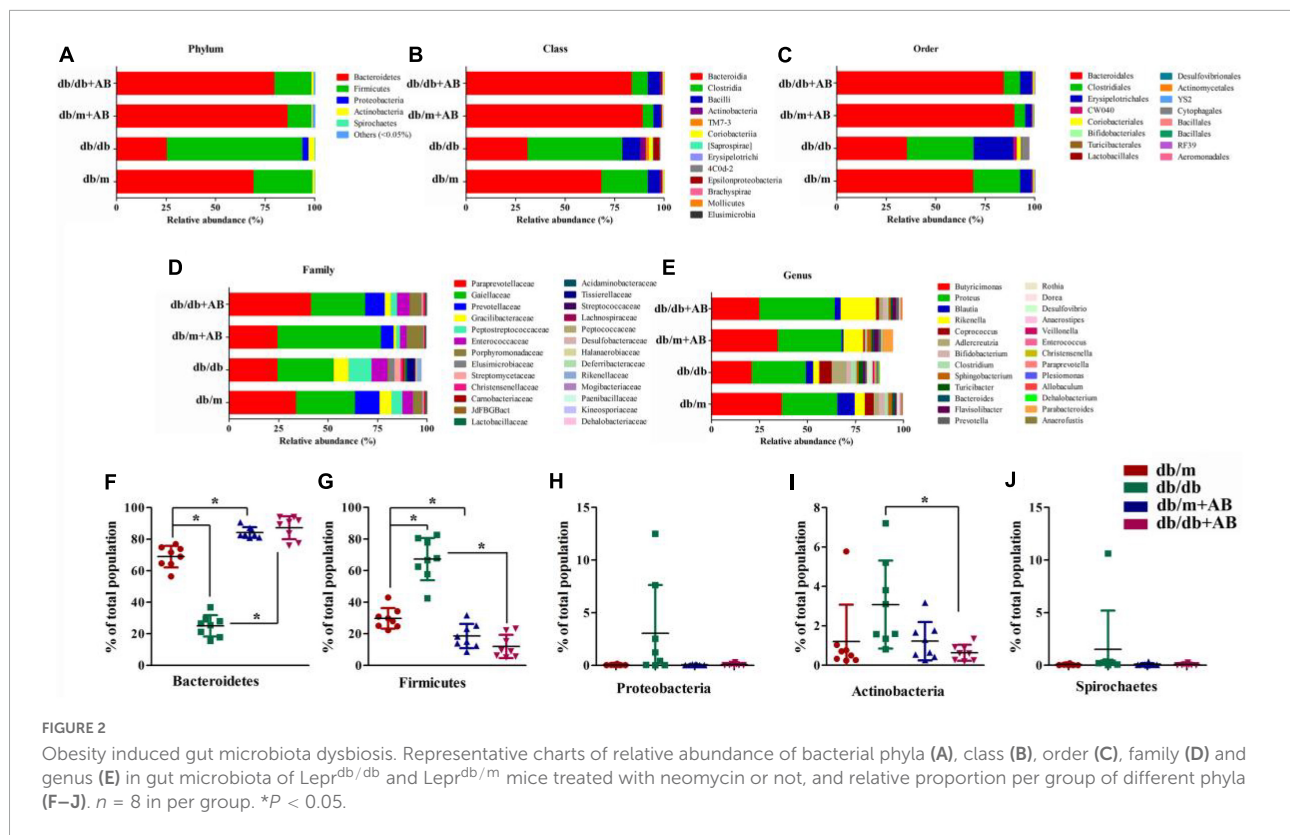 A
Phylum
db/db+AB
db/m+AB
db/db
db/m
0 25 50 75 100
Relative abundance (%)
Bacteroidetes
Firmicutes
Proteobacteria
Actinobacteria
Spirochaetes
Others (<0.05%)
B
Class
db/db+AB
db/m+AB
db/db
db/m
0 25 50 75 100
Relative abundance (%)
Bacteroidia
Clostridia
Bacilli
Actinobacteria
TM7-3
Coriobacteriia
[Saprospirae]
Erysipelotrichi
4C0d-2
Epsilonproteobacteria
Brachyspirae
Mollicutes
Elusimicrobia
C
Order
db/db+AB
db/m+AB
db/db
db/m
0 25 50 75 100
Relative abundance (%)
Bacteroidales
Clostridiales
Erysipelotrichales
CW040
Coriobacteriales
Bifidobacteriales
Turicibacterales
Lactobacillales
Desulfosibrionales
Actinomycetales
YS2
Cytophagales
Bacillales
Bacillales
RF39
Aeromonadales
D
Family
db/db+AB
db/m+AB
db/db
db/m
0 25 50 75 100
Relative abundance (%)
Paraprevotellaceae
Gaiellaceae
Prevotellaceae
Gracilibacteraceae
Peptostreptococcaceae
Enterococcaceae
Porphyromonadaceae
Elusimicrobiaceae
Streptomycetaceae
Christensenellaceae
Carnobacteriaceae
JdFBGBact
Lactobacillaceae
Acidaminobacteraceae
Tissierellaceae
Streptococcaceae
Lachnospiraceae
Peptococcaceae
Desulfobacteraceae
Halanaerobiaceae
Deferribacteraceae
Rikenellaceae
Mogibacteriaceae
Paenibacillaceae
Kineosporiaceae
Dehalobacteriaceae
E
Genus
db/db+AB
db/m+AB
db/db
db/m
0 25 50 75 100
Relative abundance (%)
Butyricimonas
Proteus
Blautia
Rikenella
Coprococcus
Adlercreutzia
Bifidobacterium
Clostridium
Sphingobacterium
Turicibacter
Bacteroides
Flavisolibacter
Prevotella
Rothia
Dorea
Desulfovibrio
Anaerostipes
Veillonella
Enterococcus
Christensenella
Paraprevotella
Plesiomonas
Allobaculum
Dehalobacterium
Parabacteroides
Anaerofustis
F
% of total population
100
80
60
40
20
0
*
*
*
Bacteroidetes
G
% of total population
100
80
60
40
20
0
*
*
*
Firmicutes
H
% of total population
15
10
5
0
Proteobacteria
I
% of total population
8
6
4
2
0
*
Actinobacteria
J
% of total population
15
10
5
0
Spirochaetes
db/m
db/db
db/m+AB
db/db+AB
FIGURE 2
Obesity induced gut microbiota dysbiosis. Representative charts of relative abundance of bacterial phyla (A), class (B), order (C), family (D) and
genus (E) in gut microbiota of Lepr^db/db and Lepr^db/m mice treated with neomycin or not, and relative proportion per group of different phyla
(F–J). n = 8 in per group. *P < 0.05.